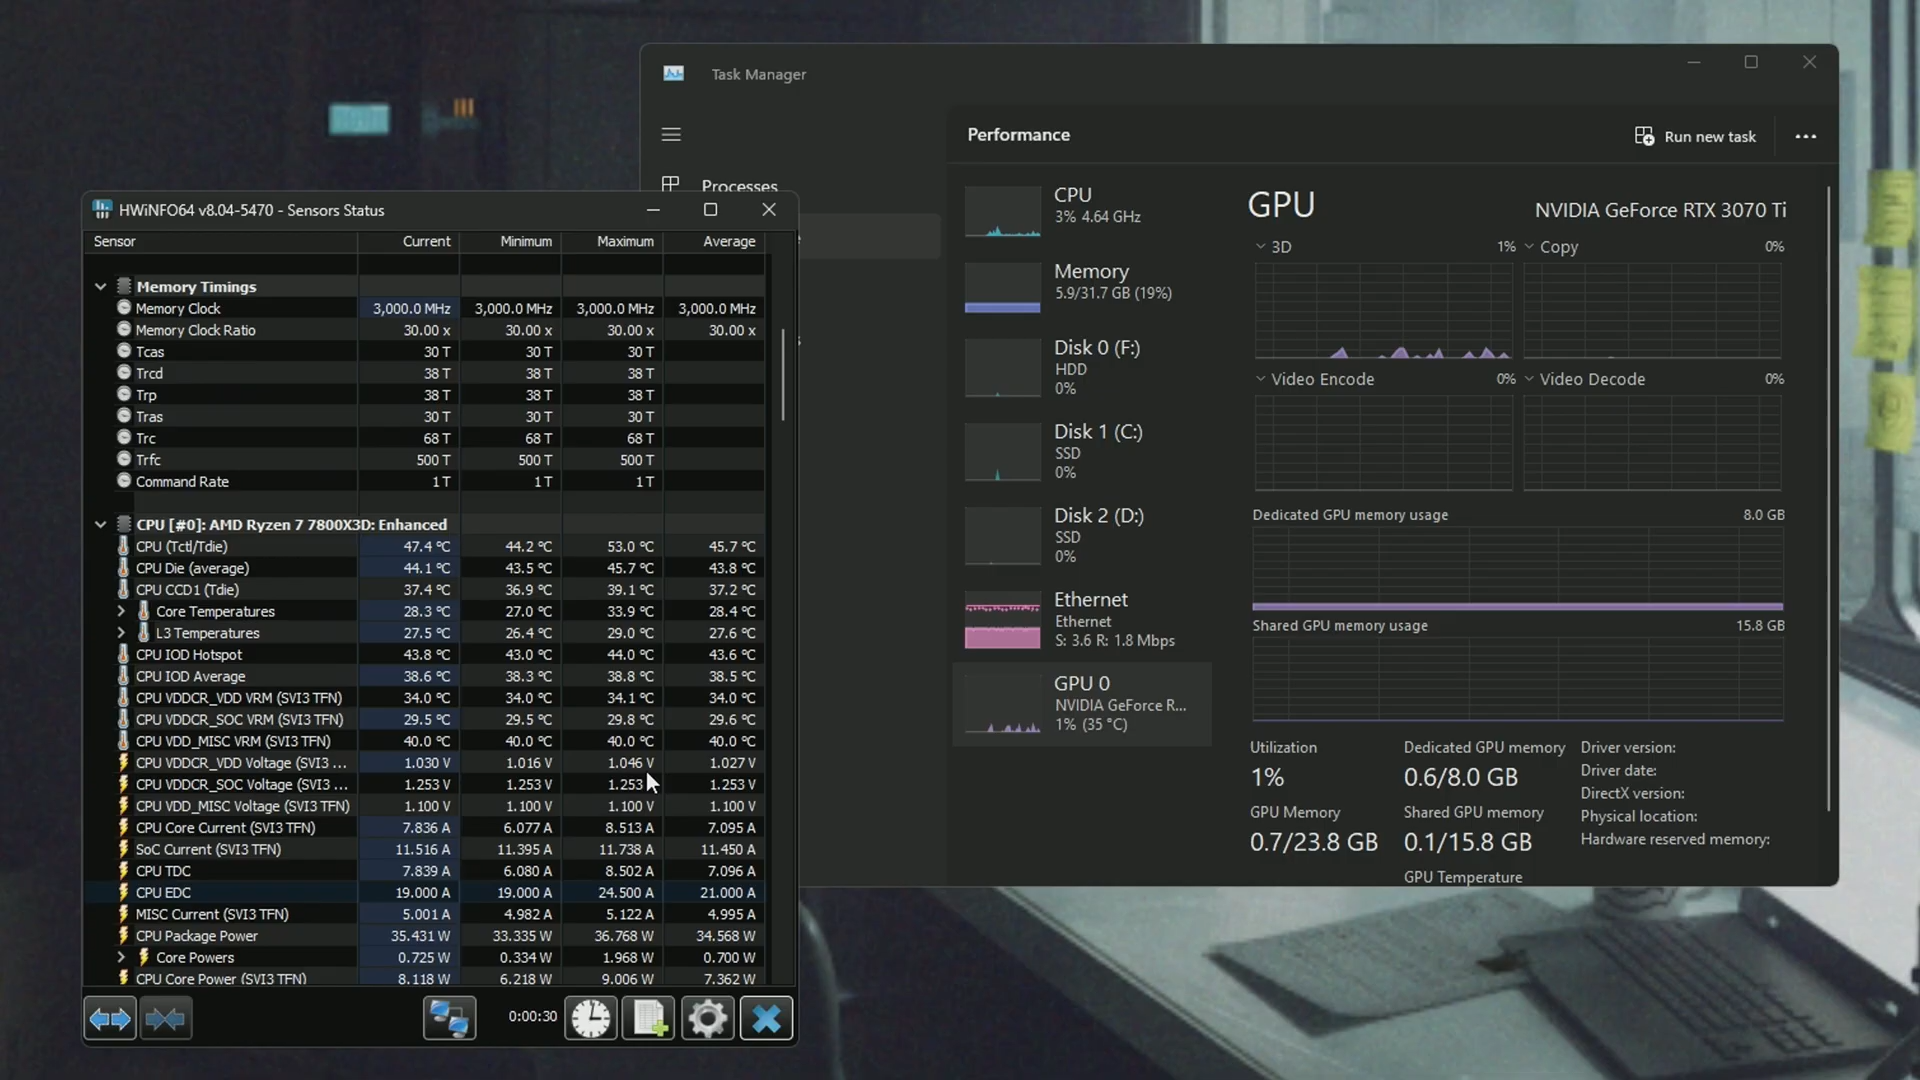 Task Manager
Performance
Run new task
Processes
HWiNFO64 v8.04-5470 - Sensors Status
Sensor Current Minimum Maximum Average
Memory Timings
Memory Clock 3,000.0 MHz 3,000.0 MHz 3,000.0 MHz 3,000.0 MHz
Memory Clock Ratio 30.00 x 30.00 x 30.00 x 30.00 x
Tcas 30 T 30 T 30 T
Trcd 38 T 38 T 38 T
Trp 38 T 38 T 38 T
Tras 30 T 30 T 30 T
Trc 68 T 68 T 68 T
Trfc 500 T 500 T 500 T
Command Rate 1 T 1 T 1 T
CPU [#0]: AMD Ryzen 7 7800X3D: Enhanced
CPU (Tctl/Tdie) 47.4 °C 44.2 °C 53.0 °C 45.7 °C
CPU Die (average) 44.1 °C 43.5 °C 45.7 °C 43.8 °C
CPU CCD1 (Tdie) 37.4 °C 36.9 °C 39.1 °C 37.2 °C
Core Temperatures 28.3 °C 27.0 °C 33.9 °C 28.4 °C
L3 Temperatures 27.5 °C 26.4 °C 29.0 °C 27.6 °C
CPU IOD Hotspot 43.8 °C 43.0 °C 44.0 °C 43.6 °C
CPU IOD Average 38.6 °C 38.3 °C 38.8 °C 38.5 °C
CPU VDDCR_VDD VRM (SVI3 TFN) 34.0 °C 34.0 °C 34.1 °C 34.0 °C
CPU VDDCR_SOC VRM (SVI3 TFN) 29.5 °C 29.5 °C 29.8 °C 29.6 °C
CPU VDD_MISC VRM (SVI3 TFN) 40.0 °C 40.0 °C 40.0 °C 40.0 °C
CPU VDDCR_VDD Voltage (SVI3 ... 1.030 V 1.016 V 1.046 V 1.027 V
CPU VDDCR_SOC Voltage (SVI3 ... 1.253 V 1.253 V 1.253 1.253 V
CPU VDD_MISC Voltage (SVI3 TFN) 1.100 V 1.100 V 1.100 V 1.100 V
CPU Core Current (SVI3 TFN) 7.836 A 6.077 A 8.513 A 7.095 A
SoC Current (SVI3 TFN) 11.516 A 11.395 A 11.738 A 11.450 A
CPU TDC 7.839 A 6.080 A 8.502 A 7.096 A
CPU EDC 19.000 A 19.000 A 24.500 A 21.000 A
MISC Current (SVI3 TFN) 5.001 A 4.982 A 5.122 A 4.995 A
CPU Package Power 35.431 W 33.335 W 36.768 W 34.568 W
Core Powers 0.725 W 0.334 W 1.968 W 0.700 W
CPU Core Power (SVI3 TFN) 8.118 W 6.218 W 9.006 W 7.362 W
0:00:30
CPU
3% 4.64 GHz
Memory
5.9/31.7 GB (19%)
Disk 0 (F:)
HDD
0%
Disk 1 (C:)
SSD
0%
Disk 2 (D:)
SSD
0%
Ethernet
Ethernet
S: 3.6 R: 1.8 Mbps
GPU 0
NVIDIA GeForce R...
1% (35 °C)
GPU NVIDIA GeForce RTX 3070 Ti
3D 1% Copy 0%
Video Encode 0% Video Decode 0%
Dedicated GPU memory usage 8.0 GB
Shared GPU memory usage 15.8 GB
Utilization
1%
Dedicated GPU memory
0.6/8.0 GB
GPU Memory
0.7/23.8 GB
Shared GPU memory
0.1/15.8 GB
GPU Temperature
Driver version:
Driver date:
DirectX version:
Physical location:
Hardware reserved memory: